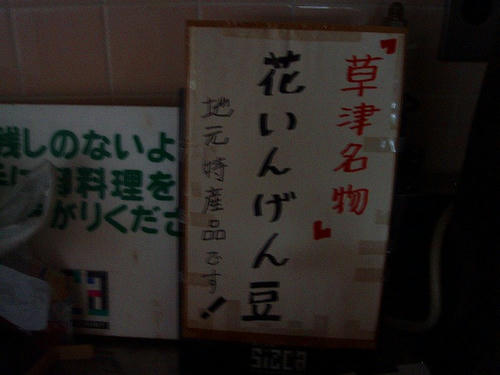 『草津名物』
花いんげん豆
地元特産品です!
残しのないよ
料理を
がりくださ